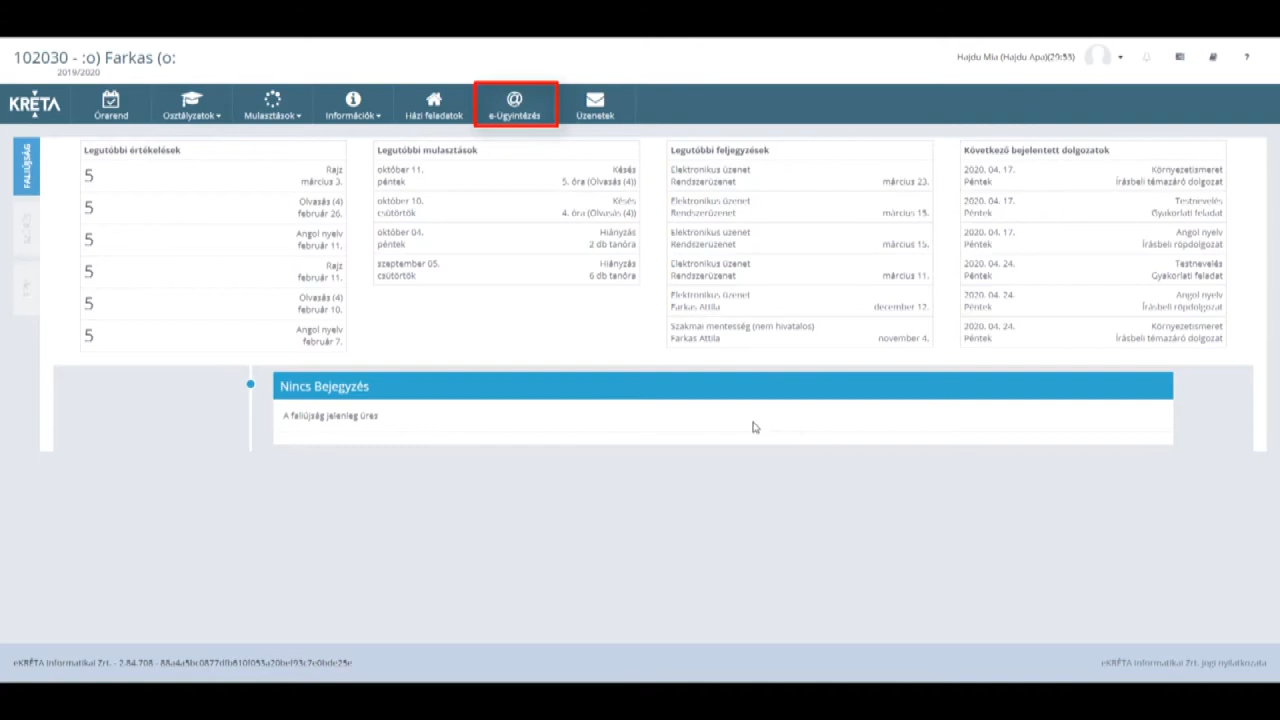 102030 - :o) Farkas (o:
2019/2020
Hajdu Mia (Hajdu Apa)(29:55)
?
KRÉTA
Órarend
Osztályzatok
Mulasztások
Információk
Házi feladatok
e-Ügyintézés
Üzenetek
FALIÚJSÁG
Legutóbbi értékelések
5 Rajz
március 3.
5 Olvasás (4)
február 26.
5 Angol nyelv
február 11.
5 Rajz
február 11.
5 Olvasás (4)
február 10.
5 Angol nyelv
február 7.
Legutóbbi mulasztások
október 11. Késés
péntek 5. óra (Olvasás (4))
október 10. Késés
csütörtök 4. óra (Olvasás (4))
október 04. Hiányzás
péntek 2 db tanóra
szeptember 05. Hiányzás
csütörtök 6 db tanóra
Legutóbbi feljegyzések
Elektronikus üzenet
Rendszerüzenet március 23.
Elektronikus üzenet
Rendszerüzenet március 15.
Elektronikus üzenet
Rendszerüzenet március 15.
Elektronikus üzenet
Rendszerüzenet március 11.
Elektronikus üzenet
Farkas Attila december 12.
Szakmai mentesség (nem hivatalos)
Farkas Attila november 4.
Következő bejelentett dolgozatok
2020. 04. 17. Környezetismeret
Péntek Írásbeli témazáró dolgozat
2020. 04. 17. Testnevelés
Péntek Gyakorlati feladat
2020. 04. 17. Angol nyelv
Péntek Írásbeli röpdolgozat
2020. 04. 24. Testnevelés
Péntek Gyakorlati feladat
2020. 04. 24. Angol nyelv
Péntek Írásbeli röpdolgozat
2020. 04. 24. Környezetismeret
Péntek Írásbeli témazáró dolgozat
Nincs Bejegyzés
A faliújság jelenleg üres
eKRÉTA Informatikai Zrt. - 2.84.708 -
eKRÉTA Informatikai Zrt. jogi nyilatkozata